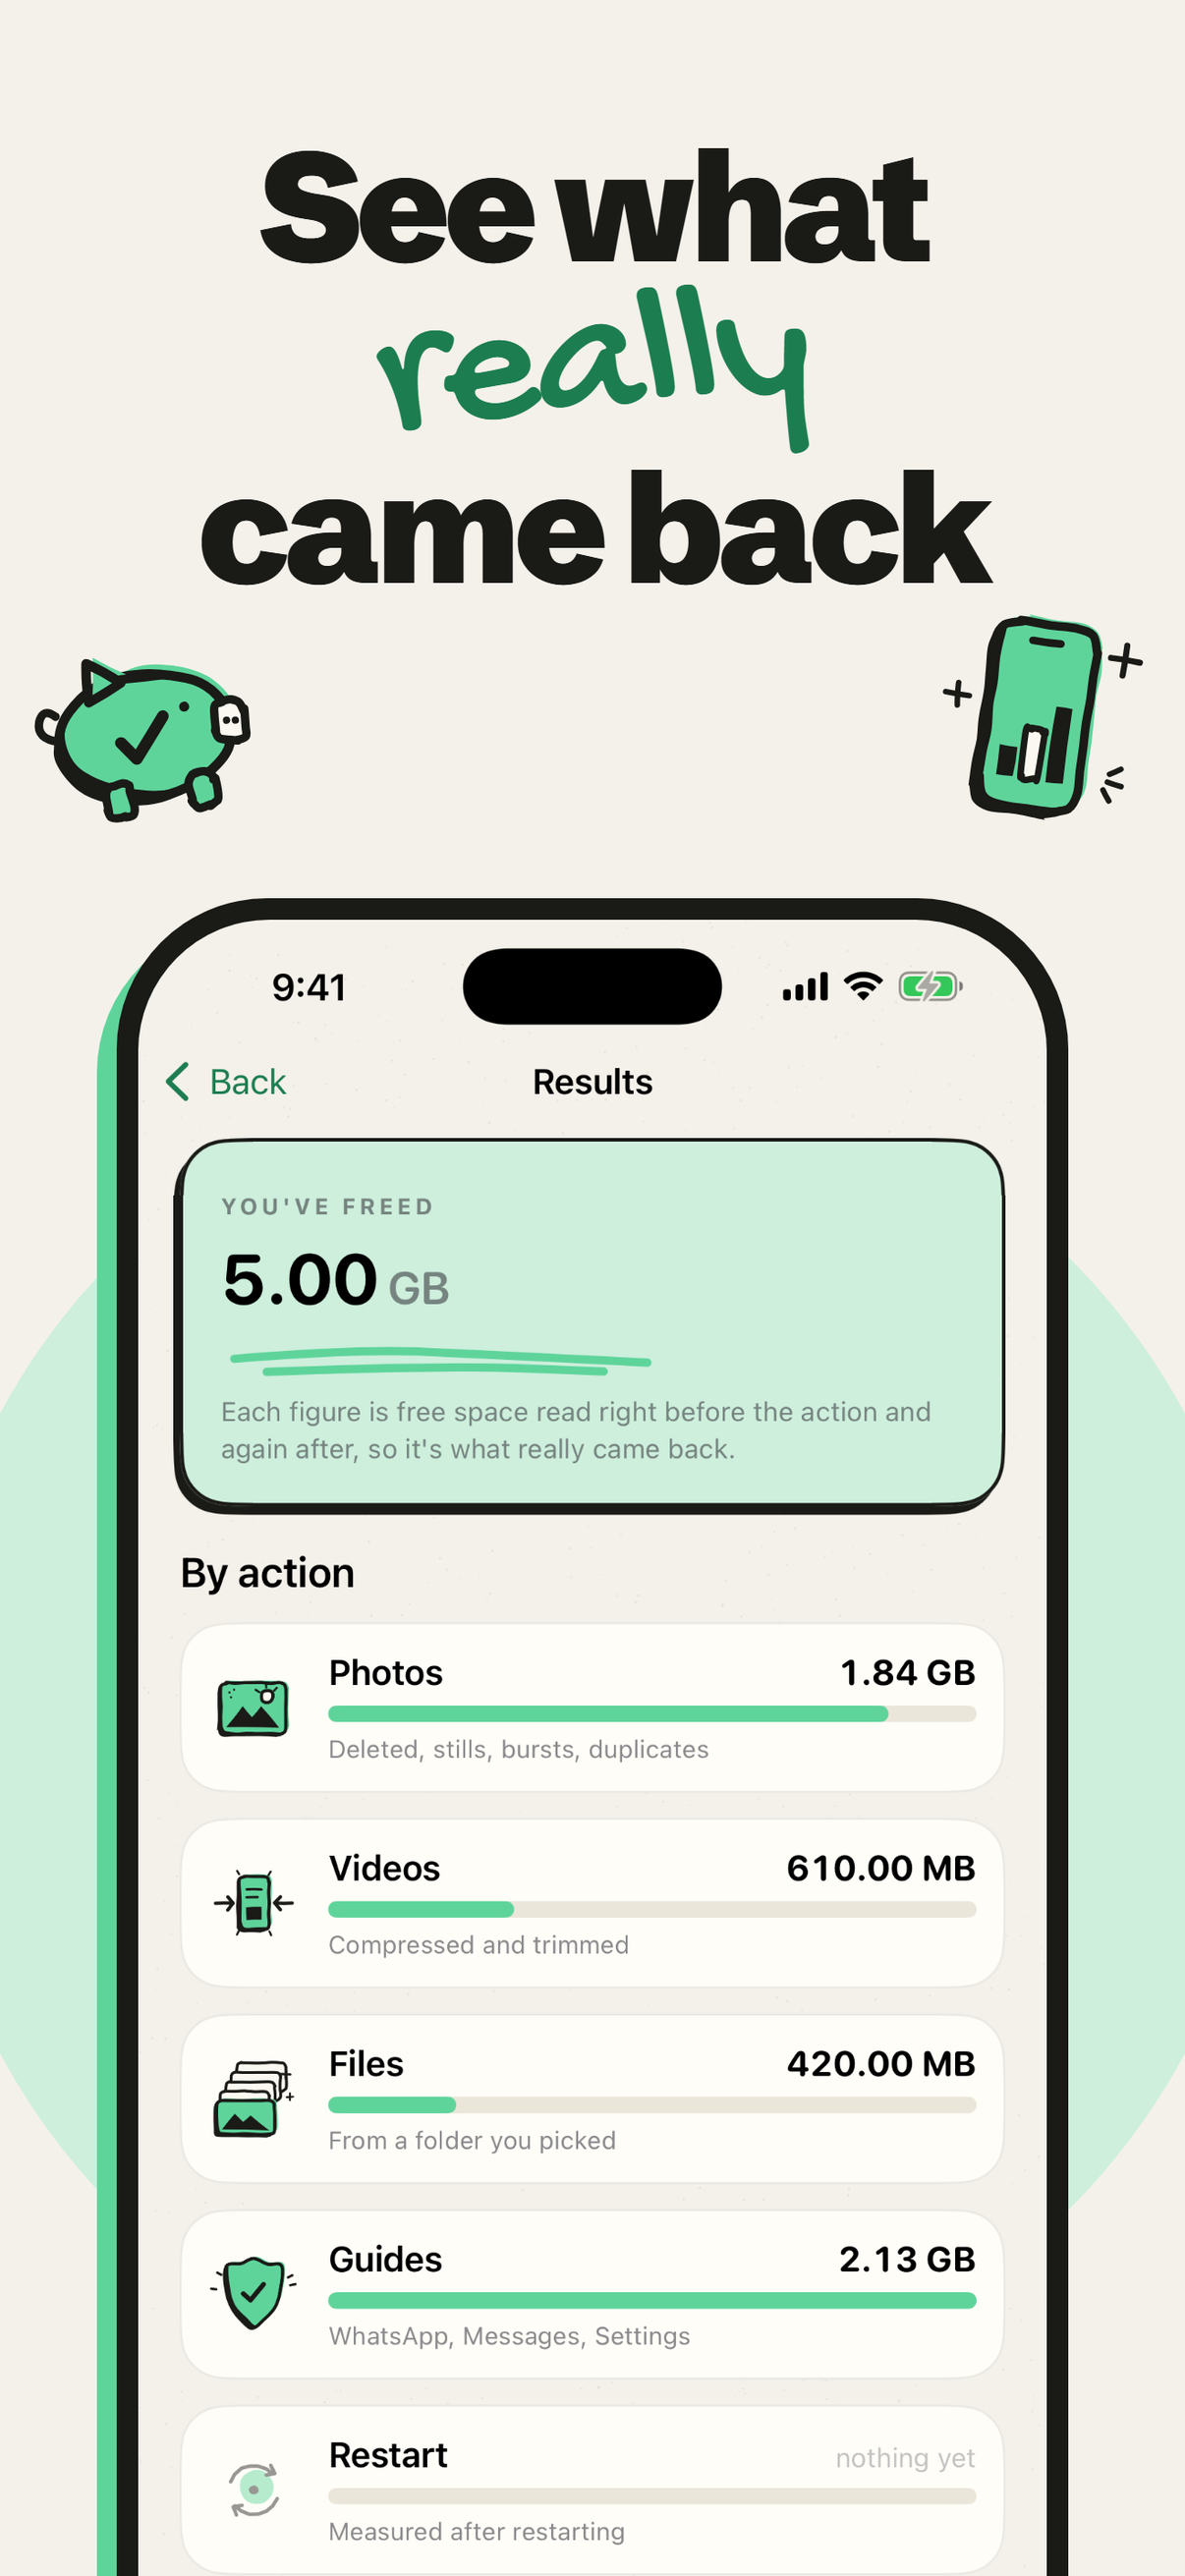 See what
really
came back
9:41
Back
Results
YOU'VE FREED
5.00 GB
Each figure is free space read right before the action and
again after, so it's what really came back.
By action
Photos
1.84 GB
Deleted, stills, bursts, duplicates
Videos
610.00 MB
Compressed and trimmed
Files
420.00 MB
From a folder you picked
Guides
2.13 GB
WhatsApp, Messages, Settings
Restart
nothing yet
Measured after restarting